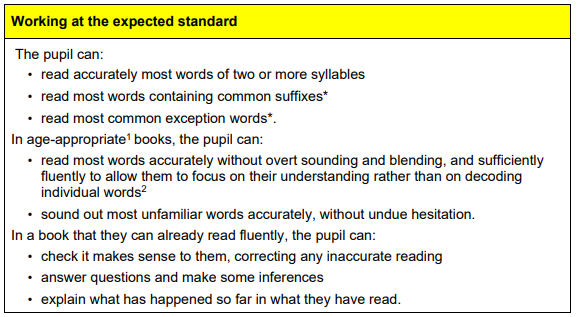 Working at the expected standard
The pupil can:
• read accurately most words of two or more syllables
• read most words containing common suffixes*
• read most common exception words*.
In age-appropriate¹ books, the pupil can:
• read most words accurately without overt sounding and blending, and sufficiently
fluently to allow them to focus on their understanding rather than on decoding
individual words²
• sound out most unfamiliar words accurately, without undue hesitation.
In a book that they can already read fluently, the pupil can:
• check it makes sense to them, correcting any inaccurate reading
• answer questions and make some inferences
• explain what has happened so far in what they have read.